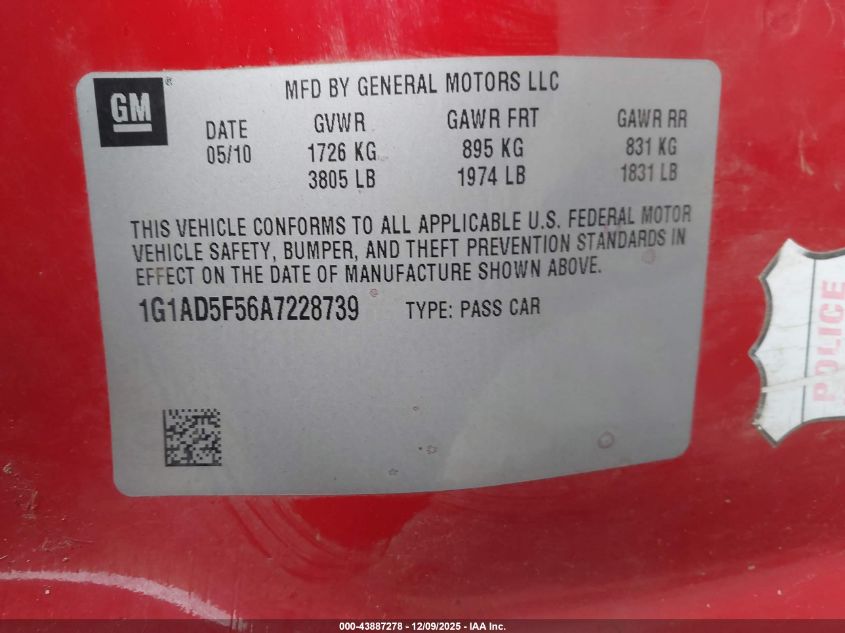 GM
MFD BY GENERAL MOTORS LLC
DATE GVWR GAWR FRT GAWR RR
05/10 1726 KG 895 KG 831 KG
3805 LB 1974 LB 1831 LB
THIS VEHICLE CONFORMS TO ALL APPLICABLE U.S. FEDERAL MOTOR
VEHICLE SAFETY, BUMPER, AND THEFT PREVENTION STANDARDS IN
EFFECT ON THE DATE OF MANUFACTURE SHOWN ABOVE.
1G1AD5F56A7228739 TYPE: PASS CAR
POLICE
000-43887278 - 12/09/2025 - IAA Inc.